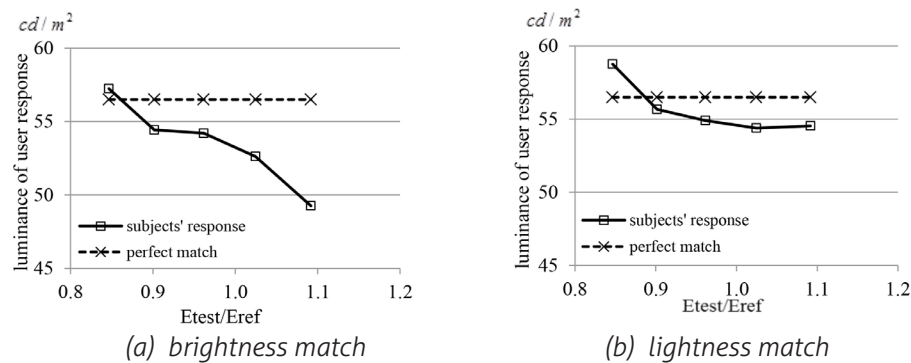 cd / m²
luminance of user response
60
55
50
45
subjects' response
perfect match
0.8 0.9 1.0 1.1 1.2
Etest/Eref
(a) brightness match
cd / m²
luminance of user response
60
55
50
45
subjects' response
perfect match
0.8 0.9 1.0 1.1 1.2
Etest/Eref
(b) lightness match